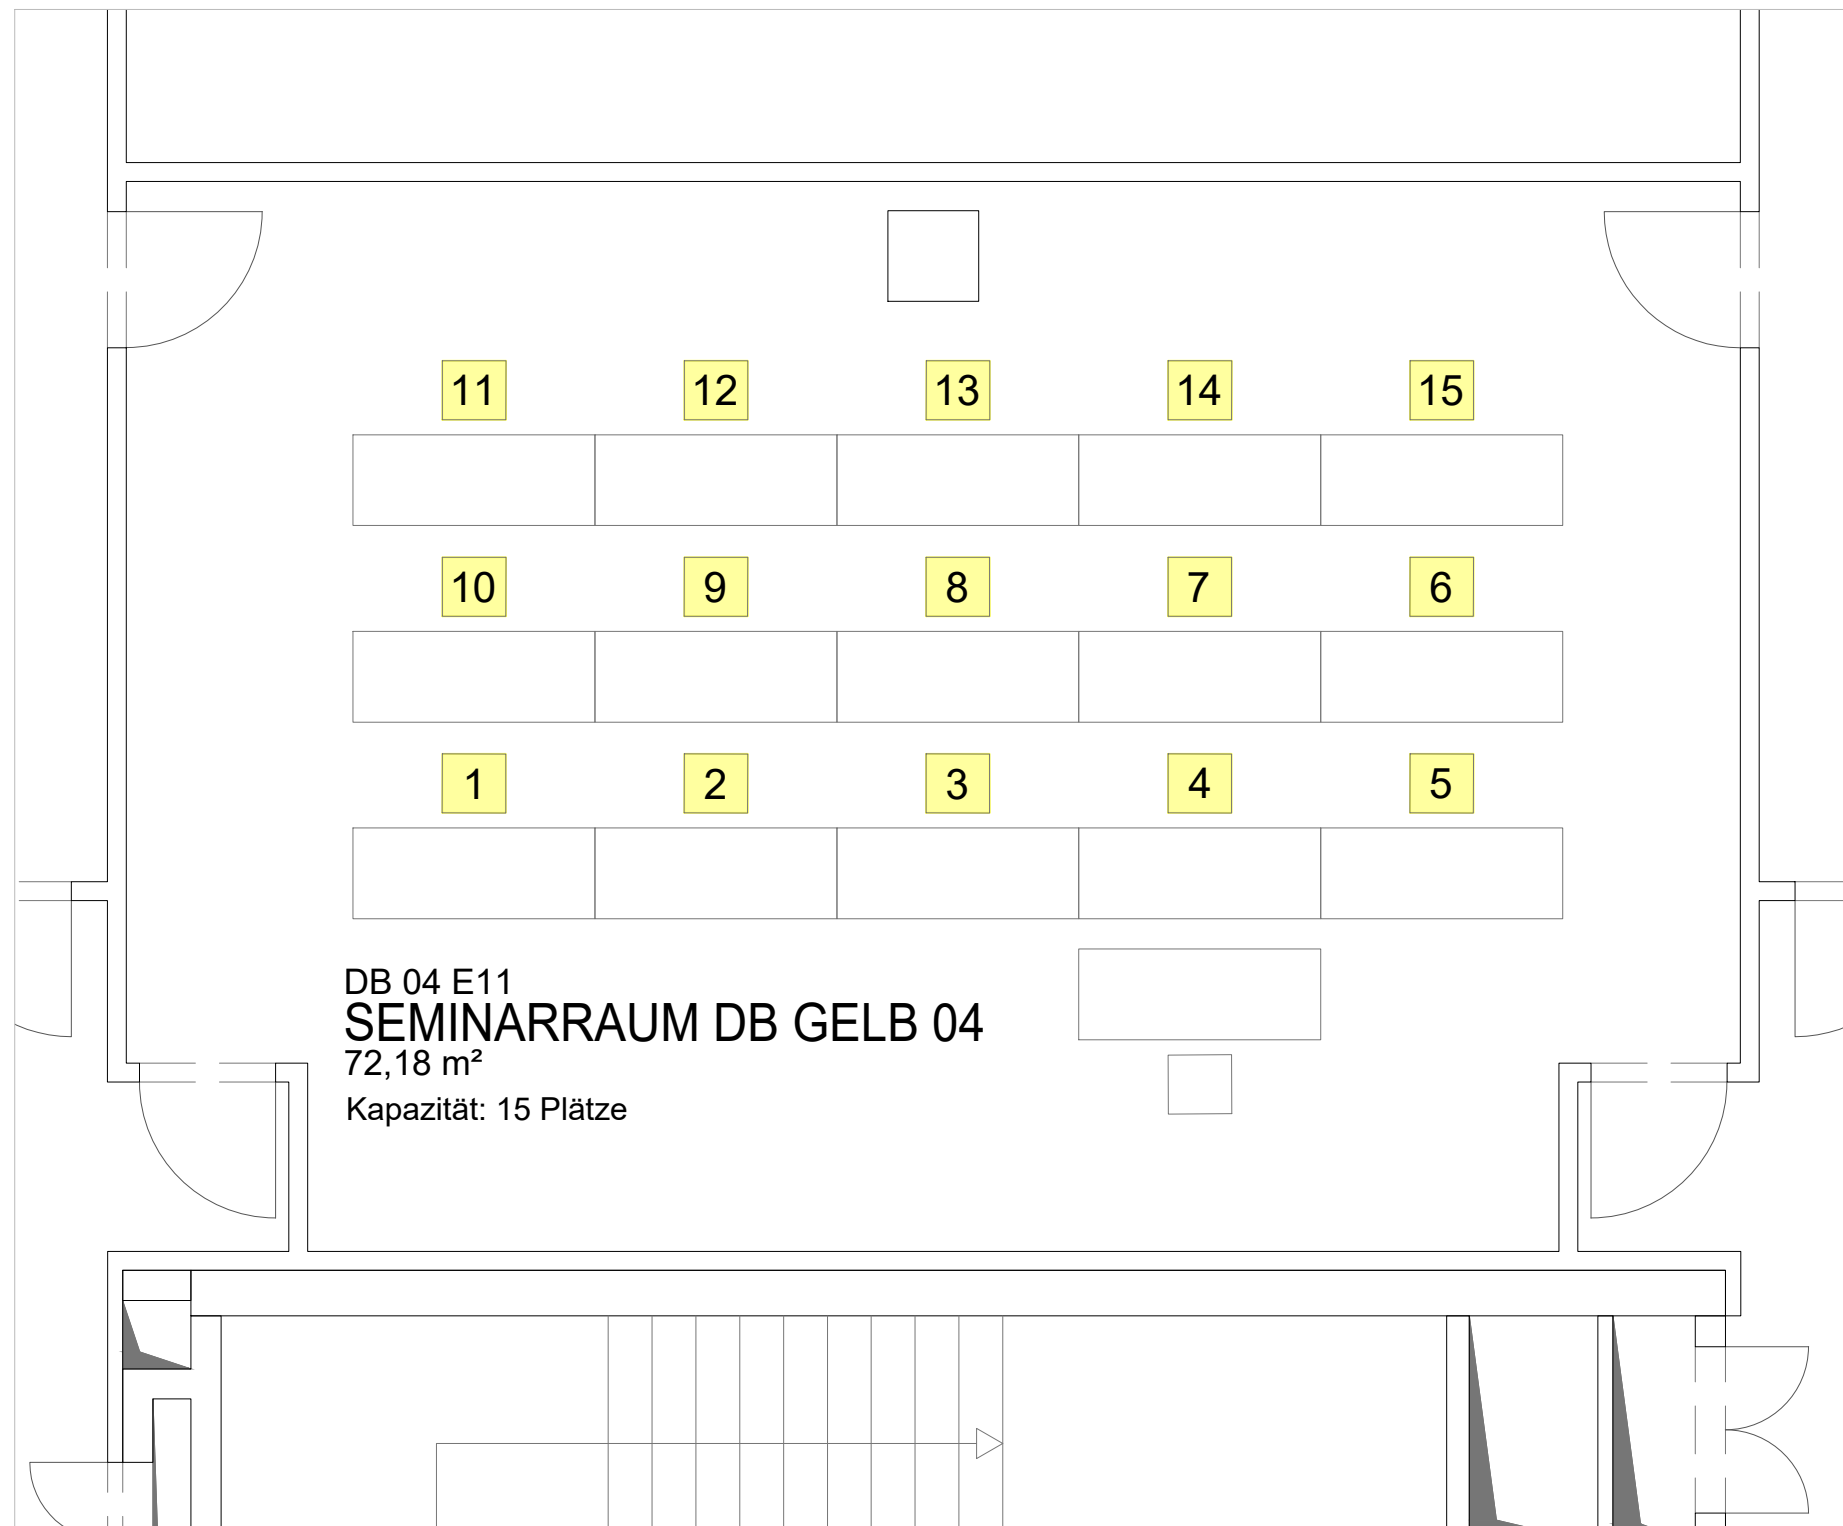 11 12 13 14 15
10 9 8 7 6
1 2 3 4 5
DB 04 E11
SEMINARRAUM DB GELB 04
72,18 m²
Kapazität: 15 Plätze